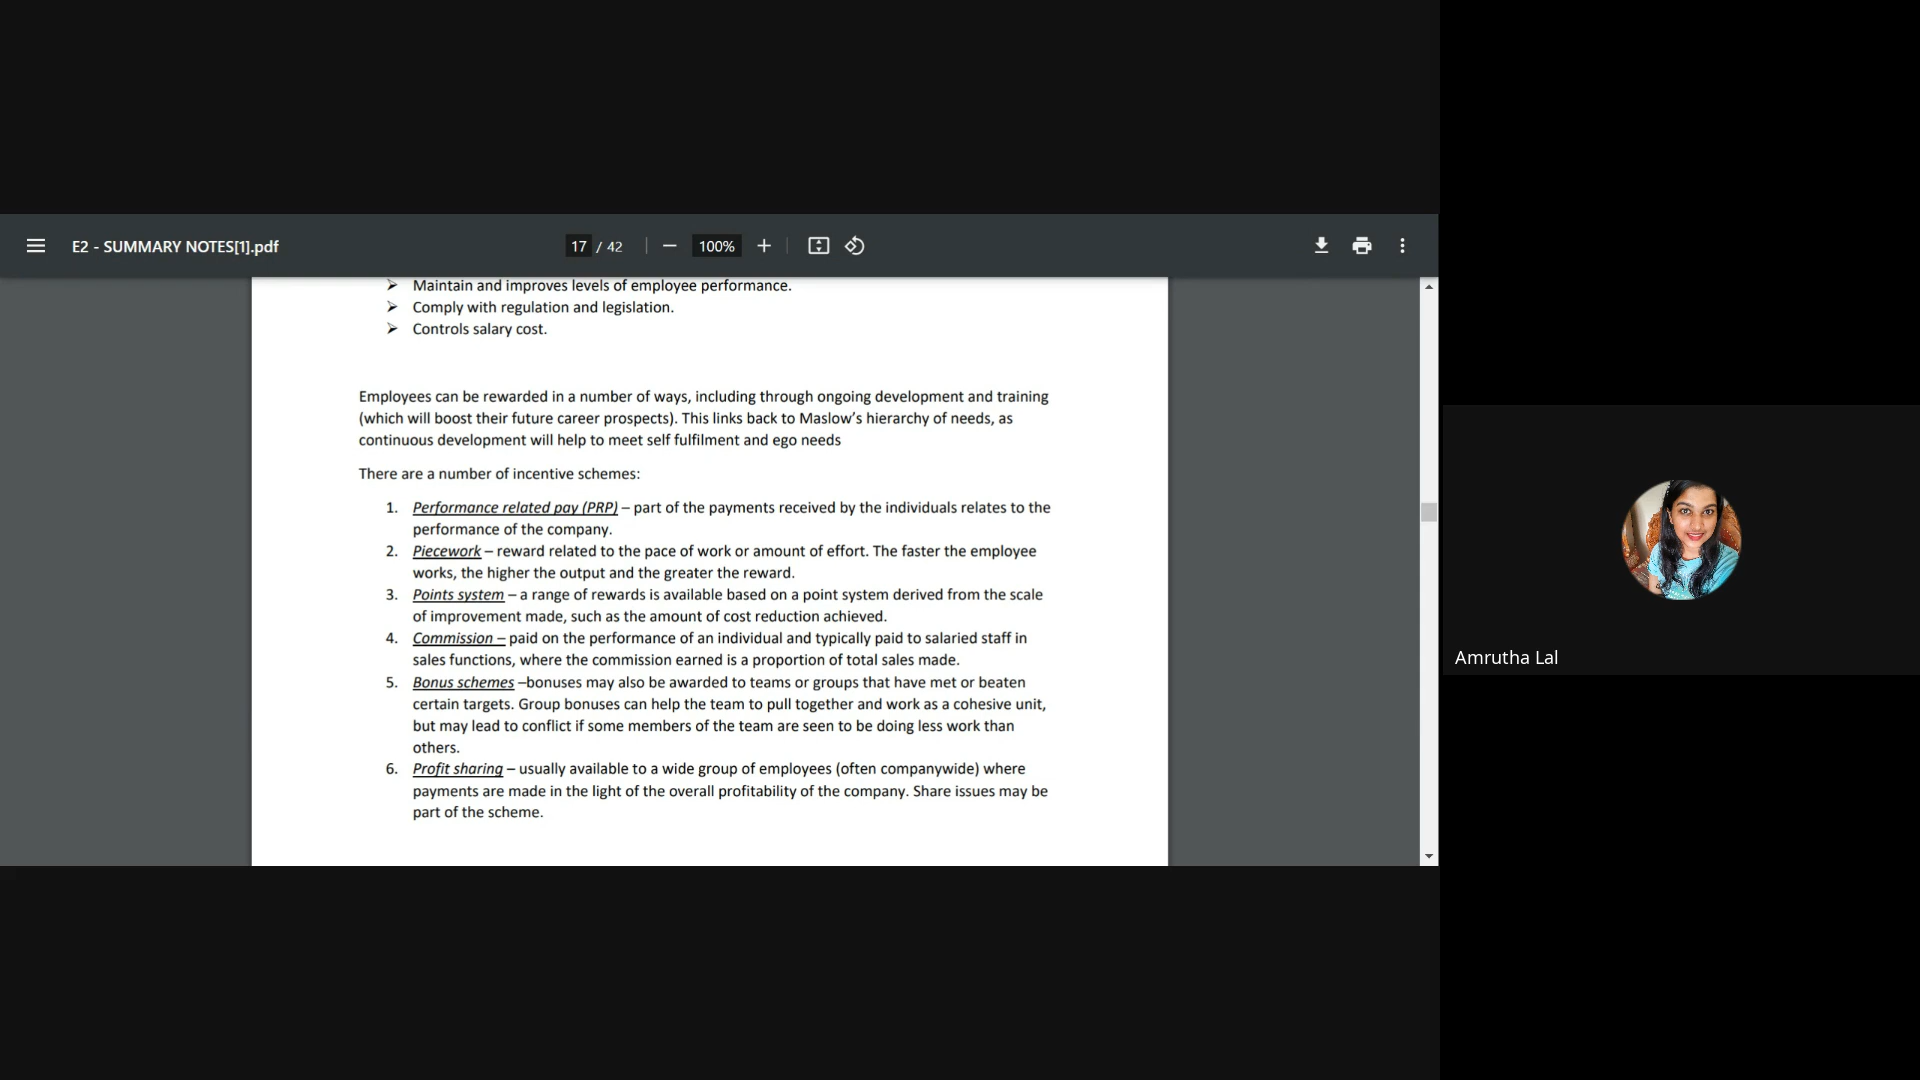 E2 - SUMMARY NOTES[1].pdf
17 / 42
100%
➢ Maintain and improves levels of employee performance.
➢ Comply with regulation and legislation.
➢ Controls salary cost.
Employees can be rewarded in a number of ways, including through ongoing development and training
(which will boost their future career prospects). This links back to Maslow’s hierarchy of needs, as
continuous development will help to meet self fulfilment and ego needs
There are a number of incentive schemes:
1. Performance related pay (PRP) – part of the payments received by the individuals relates to the
performance of the company.
2. Piecework – reward related to the pace of work or amount of effort. The faster the employee
works, the higher the output and the greater the reward.
3. Points system – a range of rewards is available based on a point system derived from the scale
of improvement made, such as the amount of cost reduction achieved.
4. Commission – paid on the performance of an individual and typically paid to salaried staff in
sales functions, where the commission earned is a proportion of total sales made.
5. Bonus schemes –bonuses may also be awarded to teams or groups that have met or beaten
certain targets. Group bonuses can help the team to pull together and work as a cohesive unit,
but may lead to conflict if some members of the team are seen to be doing less work than
others.
6. Profit sharing – usually available to a wide group of employees (often companywide) where
payments are made in the light of the overall profitability of the company. Share issues may be
part of the scheme.
Amrutha Lal